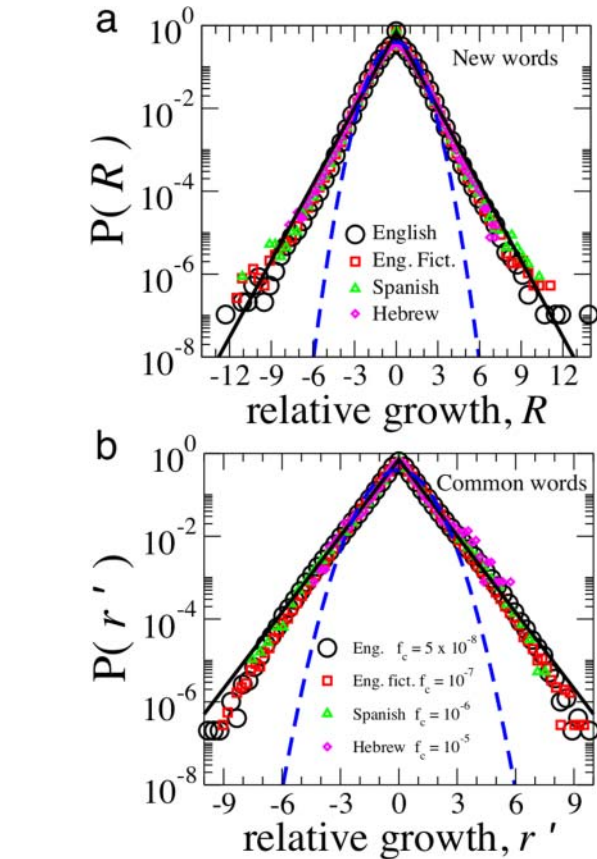 a
New words
P(R)
10^0
10^-2
10^-4
10^-6
10^-8
English
Eng. Fict.
Spanish
Hebrew
-12 -9 -6 -3 0 3 6 9 12
relative growth, R
b
Common words
P(r ')
10^0
10^-2
10^-4
10^-6
10^-8
Eng. f_c = 5 x 10^-8
Eng. fict. f_c = 10^-7
Spanish f_c = 10^-6
Hebrew f_c = 10^-5
-9 -6 -3 0 3 6 9
relative growth, r '